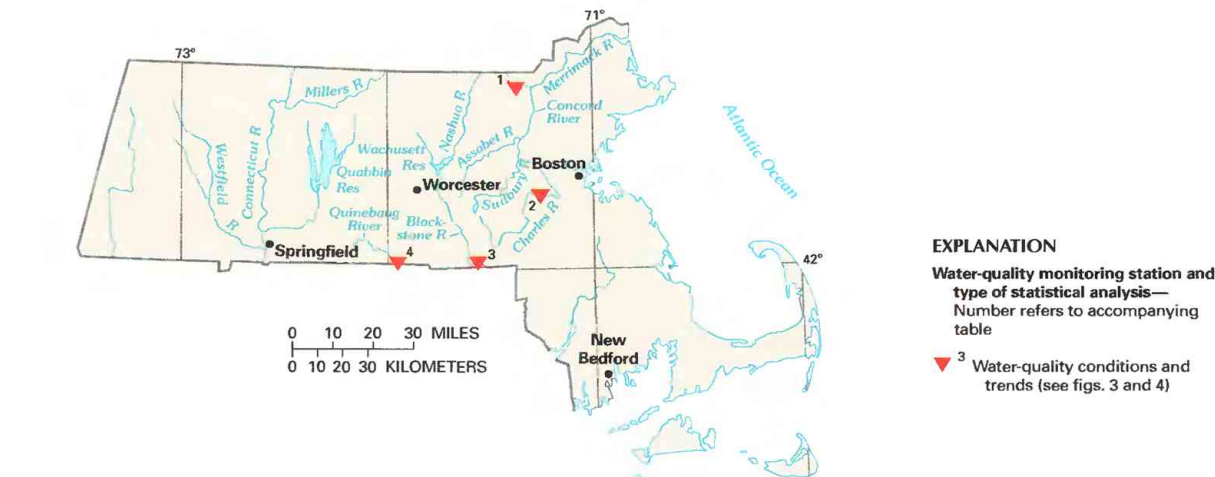 71°
73°
1
Merrimack R
Millers R
Nashua R
Concord
River
Assabet R
Westfield
R
Connecticut R
Wachusett
Res
Quabbin
Res
Boston
Atlantic Ocean
Worcester
Sudbury R
2
Charles R
Quinebaug
River
Black-
stone R
Springfield
4
3
42°
0 10 20 30 MILES
0 10 20 30 KILOMETERS
New
Bedford
EXPLANATION
Water-quality monitoring station and
type of statistical analysis—
Number refers to accompanying
table
3 Water-quality conditions and
trends (see figs. 3 and 4)